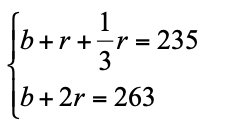 b + r + 1/3 r = 235
b + 2r = 263